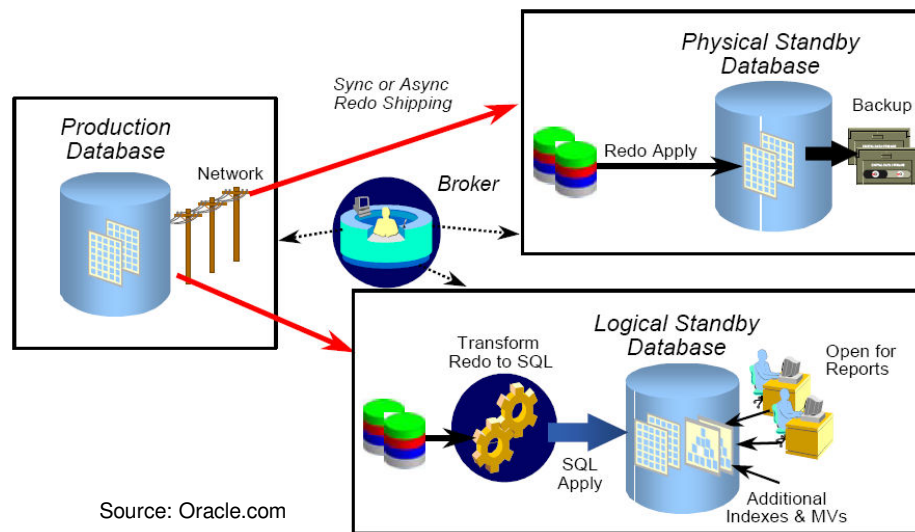 Production
Database
Network
Sync or Async
Redo Shipping
Broker
Physical Standby
Database
Backup
Redo Apply
Logical Standby
Database
Transform
Redo to SQL
SQL
Apply
Open for
Reports
Additional
Indexes & MVs
Source: Oracle.com